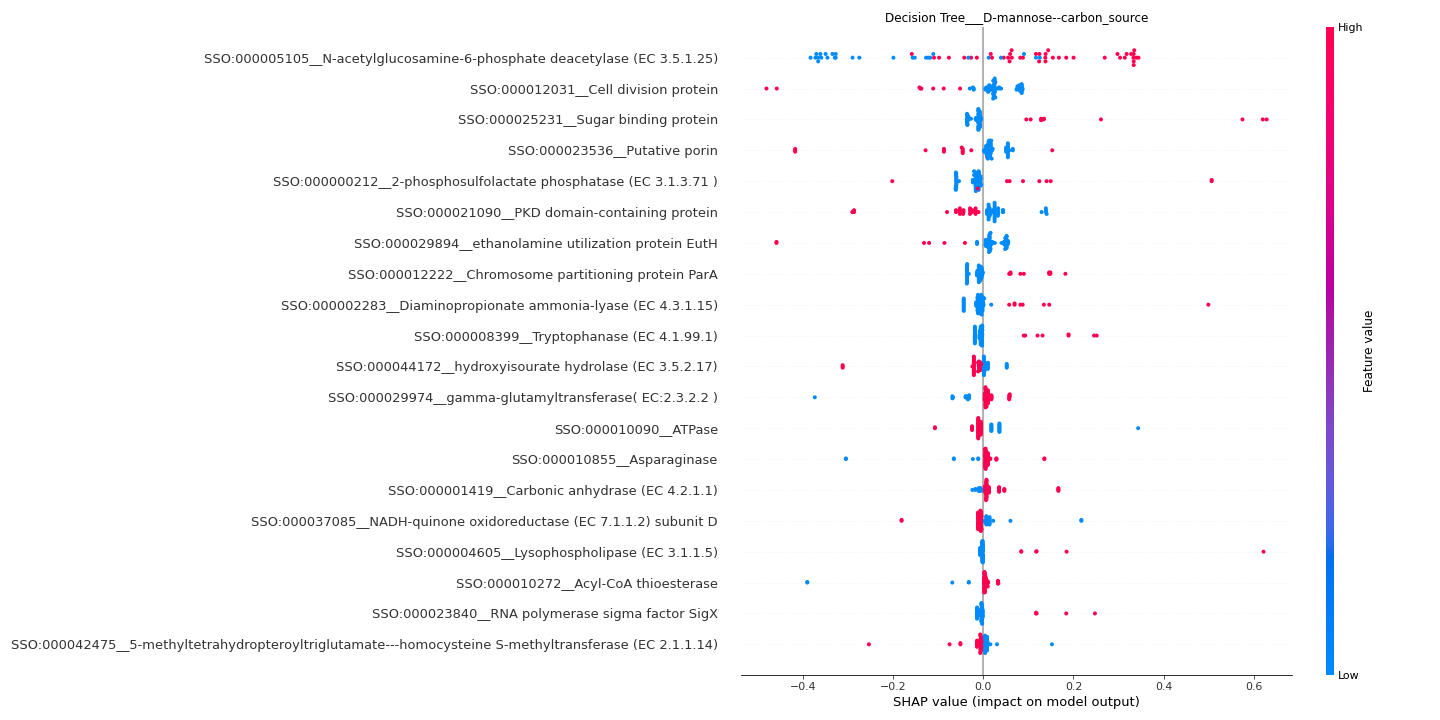 Decision Tree___D-mannose--carbon_source
High
SSO:000005105__N-acetylglucosamine-6-phosphate deacetylase (EC 3.5.1.25)
SSO:000012031__Cell division protein
SSO:000025231__Sugar binding protein
SSO:000023536__Putative porin
SSO:000000212__2-phosphosulfolactate phosphatase (EC 3.1.3.71 )
SSO:000021090__PKD domain-containing protein
SSO:000029894__ethanolamine utilization protein EutH
SSO:000012222__Chromosome partitioning protein ParA
SSO:000002283__Diaminopropionate ammonia-lyase (EC 4.3.1.15)
SSO:000008399__Tryptophanase (EC 4.1.99.1)
SSO:000044172__hydroxyisourate hydrolase (EC 3.5.2.17)
SSO:000029974__gamma-glutamyltransferase( EC:2.3.2.2 )
SSO:000010090__ATPase
SSO:000010855__Asparaginase
SSO:000001419__Carbonic anhydrase (EC 4.2.1.1)
SSO:000037085__NADH-quinone oxidoreductase (EC 7.1.1.2) subunit D
SSO:000004605__Lysophospholipase (EC 3.1.1.5)
SSO:000010272__Acyl-CoA thioesterase
SSO:000023840__RNA polymerase sigma factor SigX
SSO:000042475__5-methyltetrahydropteroyltriglutamate---homocysteine S-methyltransferase (EC 2.1.1.14)
Feature value
Low
−0.4 −0.2 0.0 0.2 0.4 0.6
SHAP value (impact on model output)